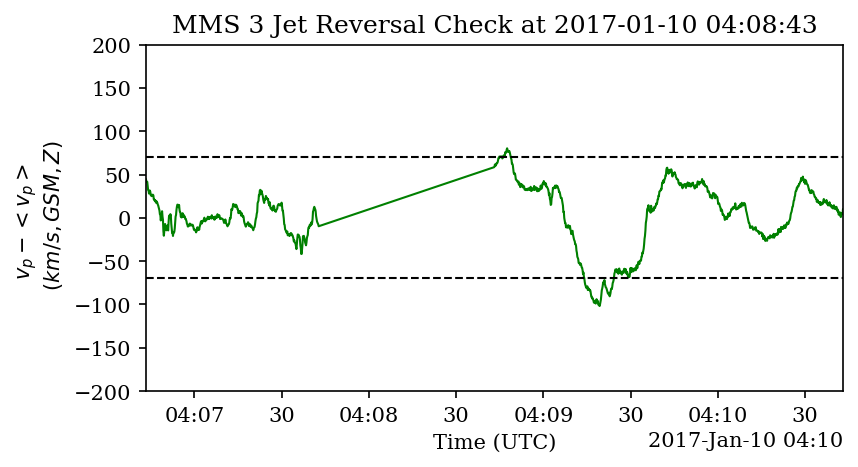 MMS 3 Jet Reversal Check at 2017-01-10 04:08:43
200
150
100
50
0
−50
−100
−150
−200
v_p − < v_p >
(km/s, GSM, Z)
04:07 30 04:08 30 04:09 30 04:10 30
Time (UTC)
2017-Jan-10 04:10